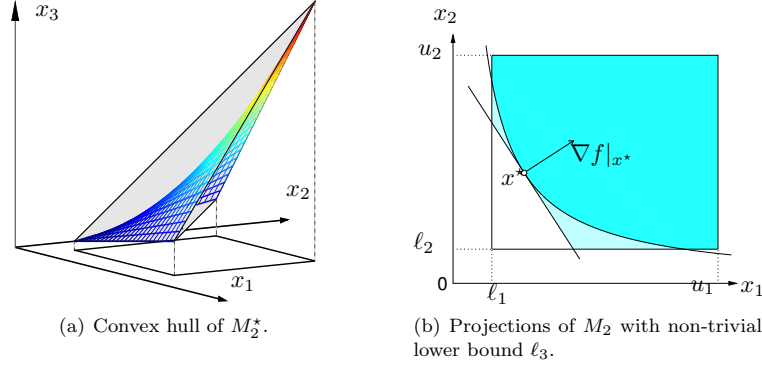 x₃
x₂
x₁
(a) Convex hull of M₂⋆.
x₂
u₂
∇f|ₓ⋆
x⋆
ℓ₂
0
ℓ₁
u₁
x₁
(b) Projections of M₂ with non-trivial
lower bound ℓ₃.